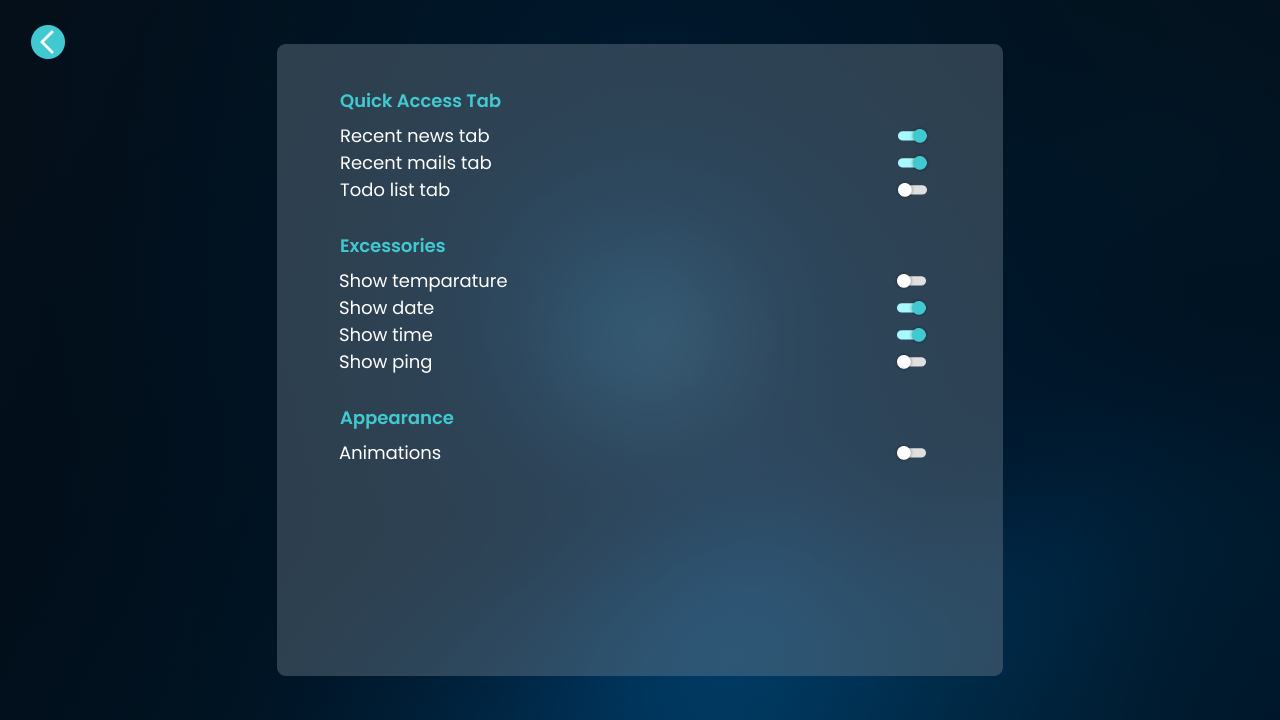 Quick Access Tab
Recent news tab
Recent mails tab
Todo list tab
Excessories
Show temparature
Show date
Show time
Show ping
Appearance
Animations